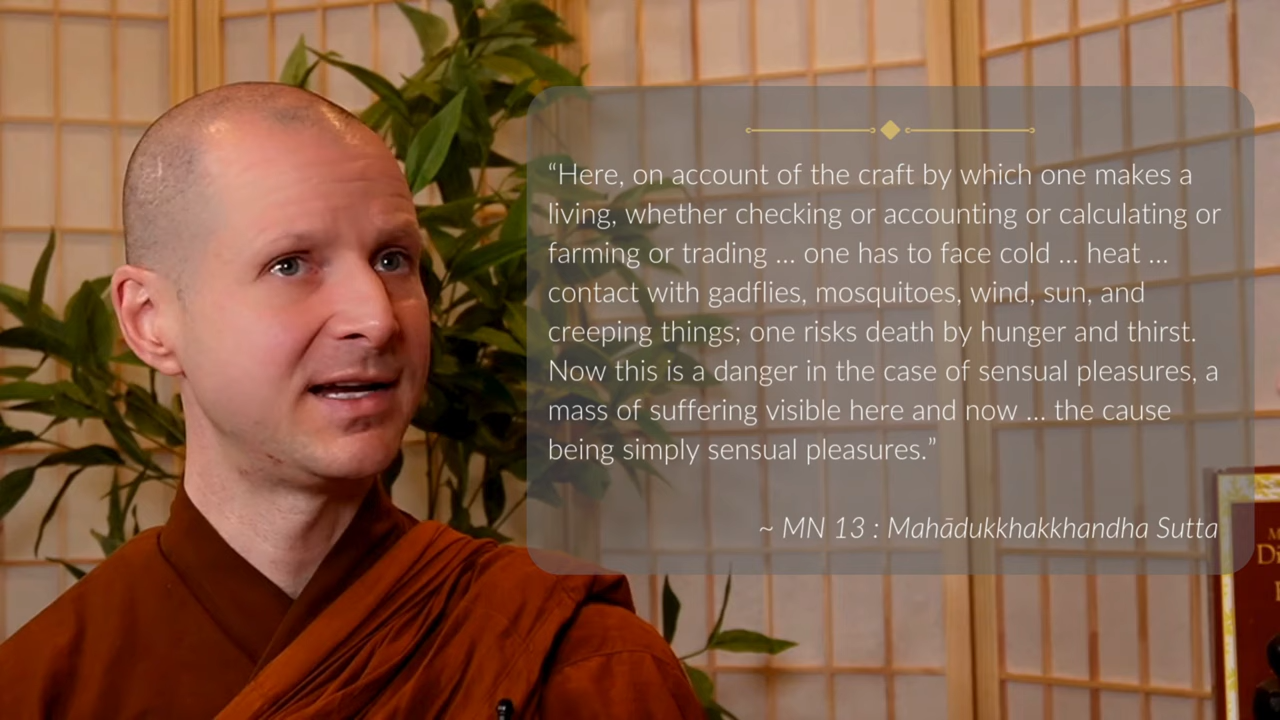 “Here, on account of the craft by which one makes a
living, whether checking or accounting or calculating or
farming or trading ... one has to face cold ... heat ...
contact with gadflies, mosquitoes, wind, sun, and
creeping things; one risks death by hunger and thirst.
Now this is a danger in the case of sensual pleasures, a
mass of suffering visible here and now ... the cause
being simply sensual pleasures.”
~ MN 13 : Mahādukkhakkhandha Sutta